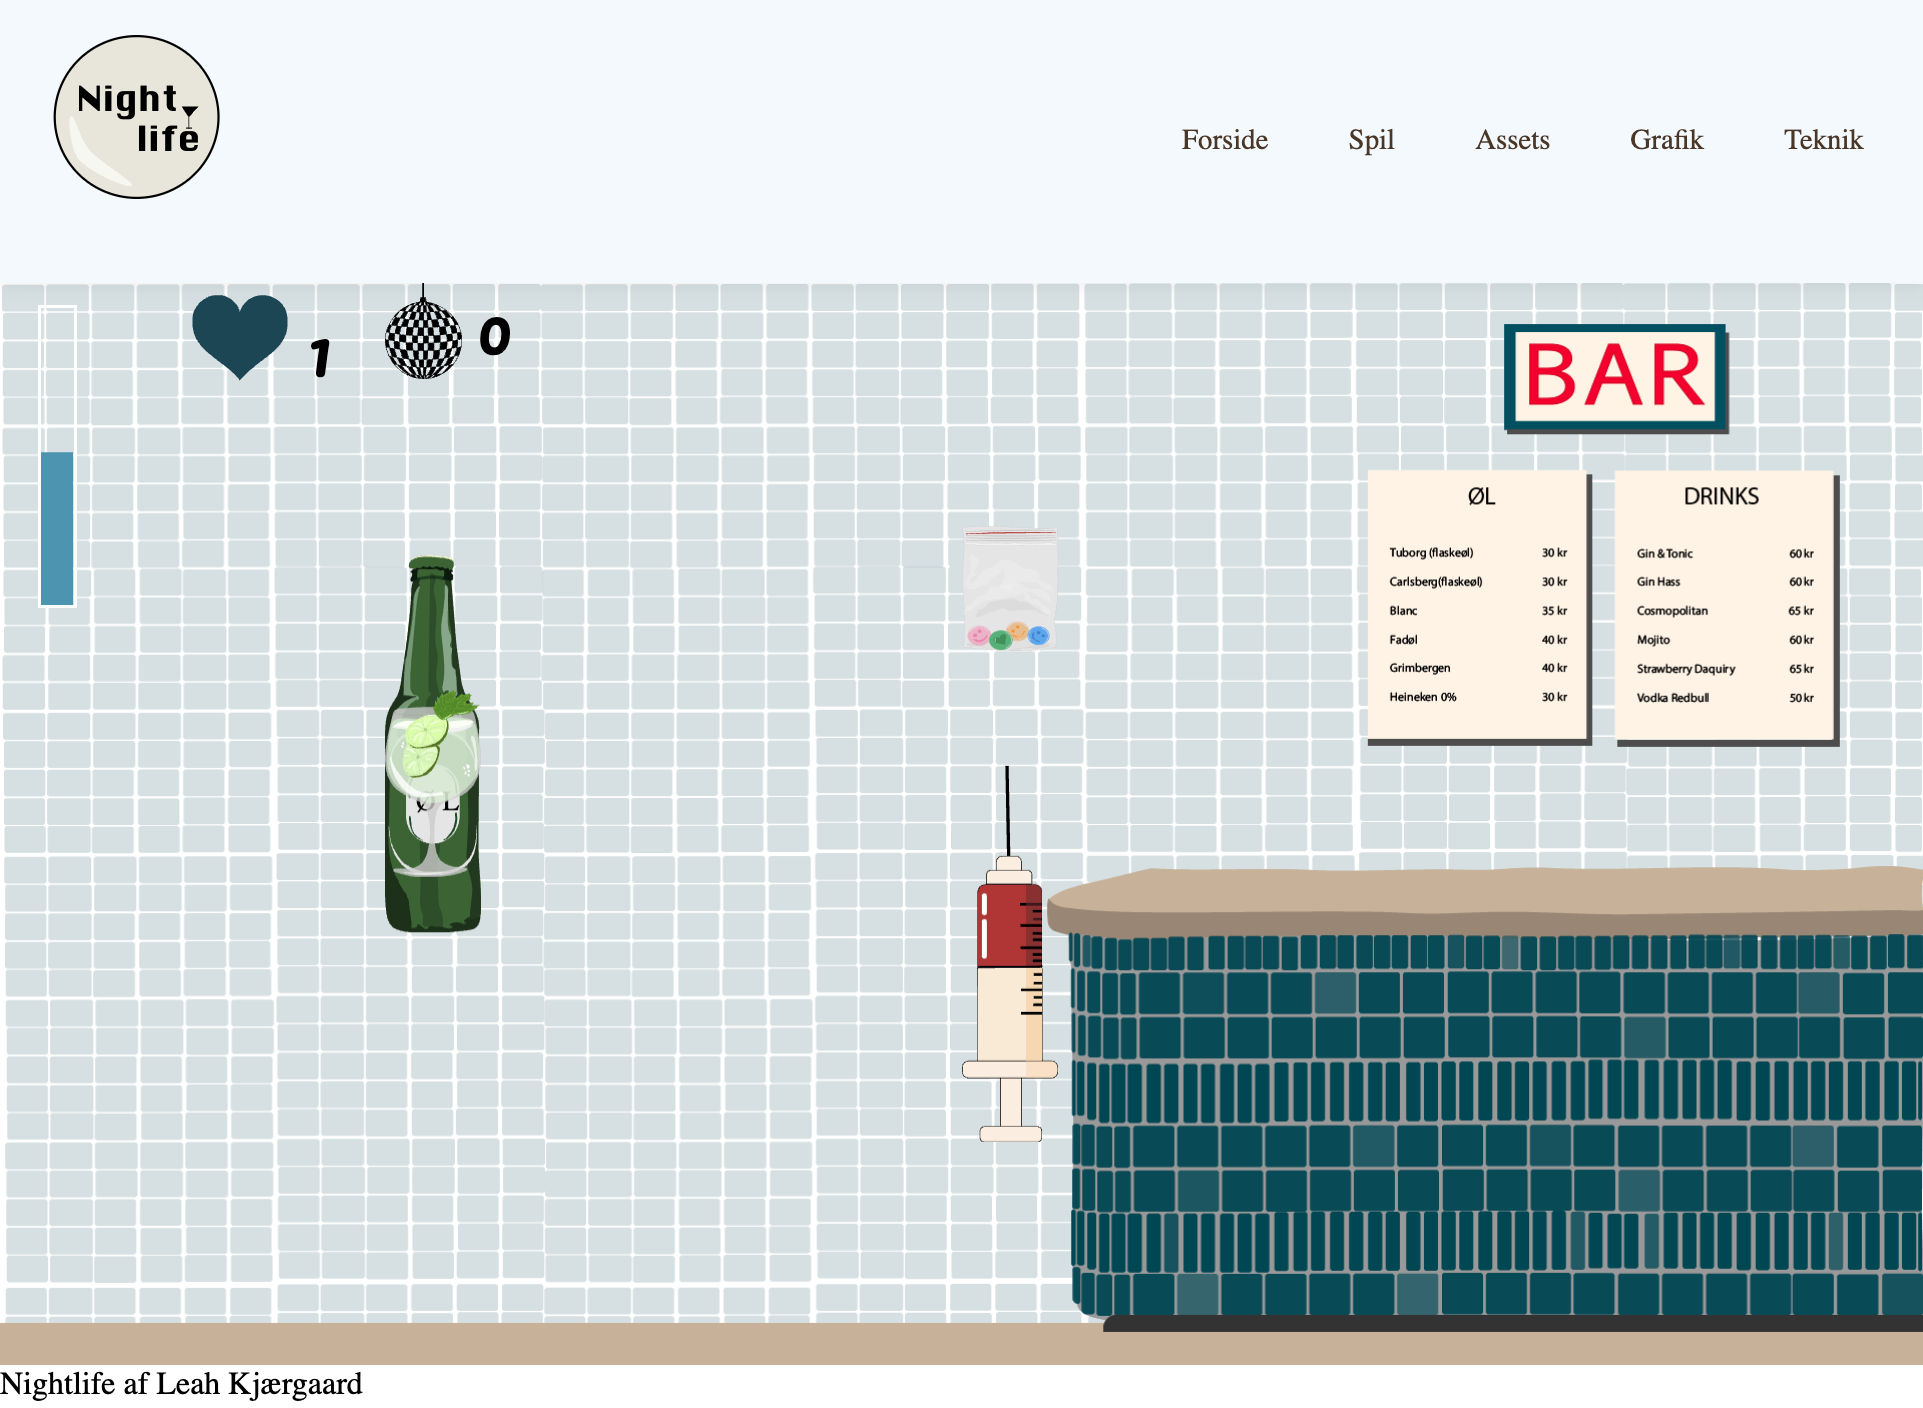 Night
life
Forside Spil Assets Grafik Teknik
1 0
BAR
ØL
Tuborg (flaskeøl) 30 kr
Carlsberg(flaskeøl) 30 kr
Blanc 35 kr
Fadøl 40 kr
Grimbergen 40 kr
Heineken 0% 30 kr
DRINKS
Gin & Tonic 60 kr
Gin Hass 60 kr
Cosmopolitan 65 kr
Mojito 60 kr
Strawberry Daquiry 65 kr
Vodka Redbull 50 kr
ØL
Nightlife af Leah Kjærgaard